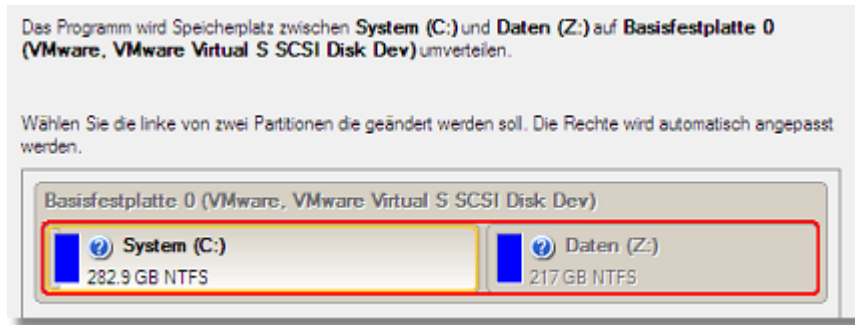 Das Programm wird Speicherplatz zwischen System (C:) und Daten (Z:) auf Basisfestplatte 0
(VMware, VMware Virtual S SCSI Disk Dev) umverteilen.
Wählen Sie die linke von zwei Partitionen die geändert werden soll. Die Rechte wird automatisch angepasst
werden.
Basisfestplatte 0 (VMware, VMware Virtual S SCSI Disk Dev)
System (C:)
282.9 GB NTFS
Daten (Z:)
217 GB NTFS